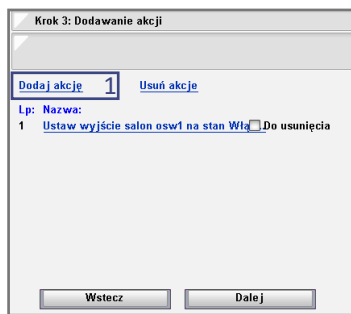 Krok 3: Dodawanie akcji
Dodaj akcję 1 Usuń akcje
Lp: Nazwa:
1 Ustaw wyjście salon osw1 na stan Włą Do usunięcia
Wstecz Dalej